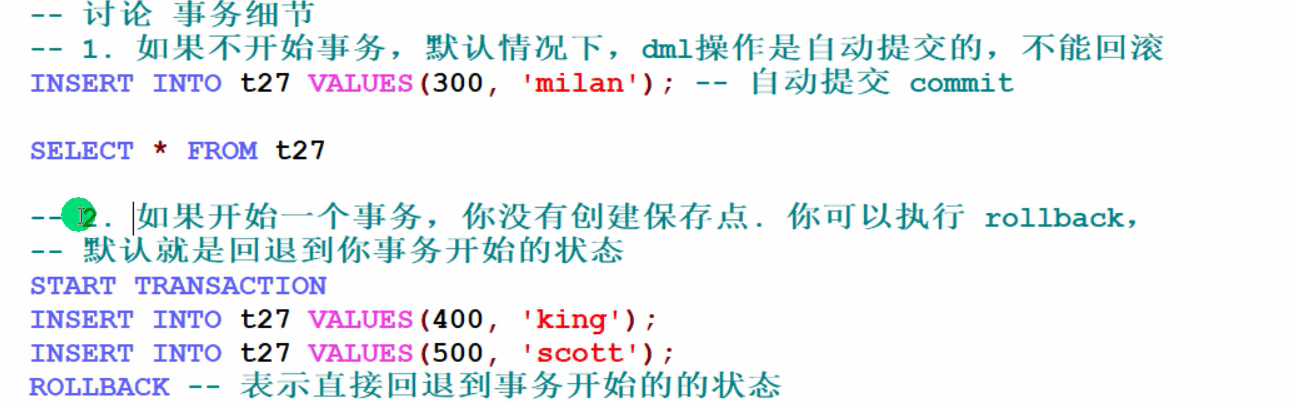 -- 讨论 事务细节
-- 1. 如果不开始事务，默认情况下，dml操作是自动提交的，不能回滚
INSERT INTO t27 VALUES(300, 'milan'); -- 自动提交 commit
SELECT * FROM t27
-- 2. 如果开始一个事务，你没有创建保存点. 你可以执行 rollback，
-- 默认就是回退到你事务开始的状态
START TRANSACTION
INSERT INTO t27 VALUES(400, 'king');
INSERT INTO t27 VALUES(500, 'scott');
ROLLBACK -- 表示直接回退到事务开始的的状态